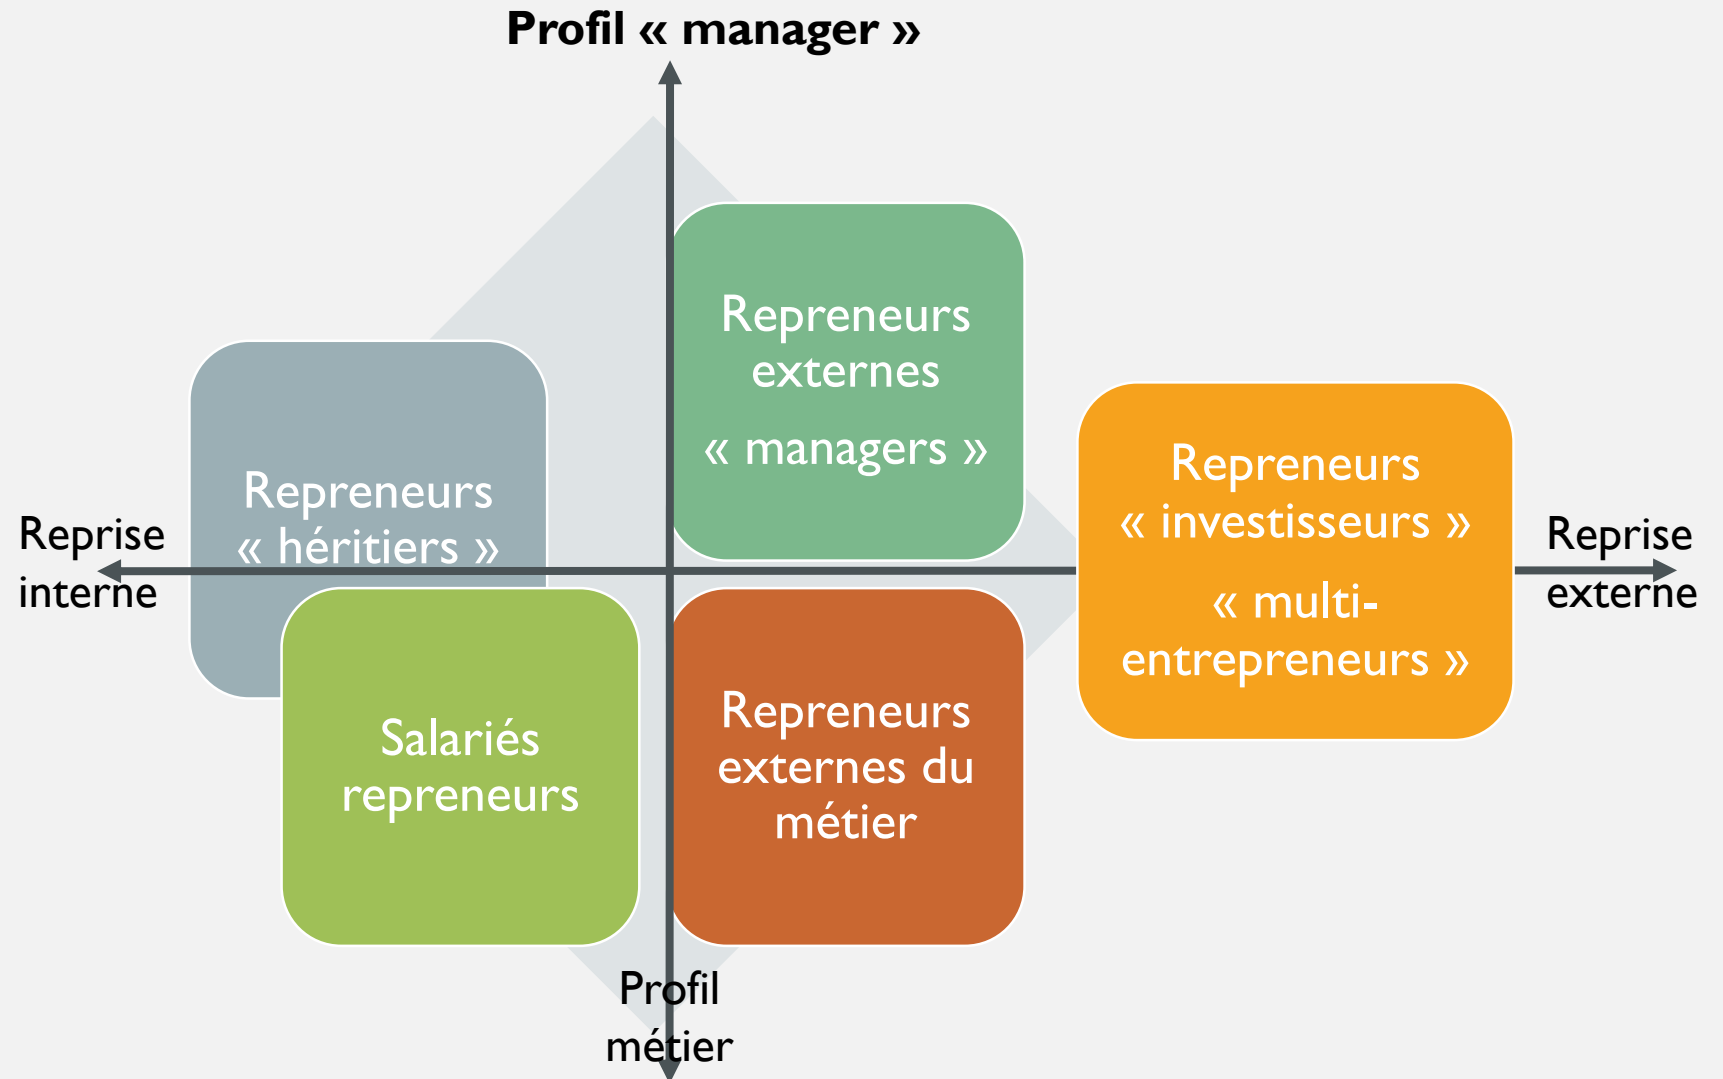 Profil « manager »
Repreneurs
externes
« managers »
Repreneurs
« héritiers »
Repreneurs
« investisseurs »
« multi-
entrepreneurs »
Reprise
interne
Reprise
externe
Salariés
repreneurs
Repreneurs
externes du
métier
Profil
métier